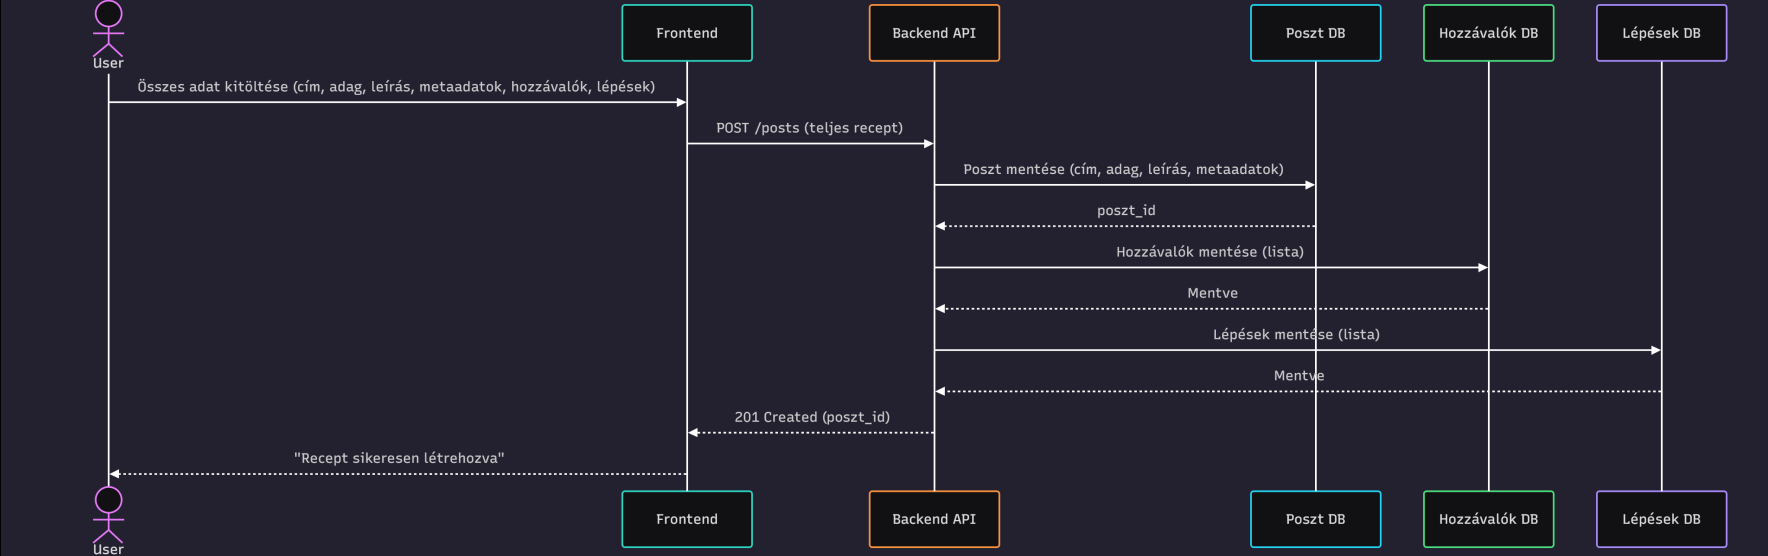 User
Frontend
Backend API
Poszt DB
Hozzávalók DB
Lépések DB
Összes adat kitöltése (cím, adag, leírás, metaadatok, hozzávalók, lépések)
POST /posts (teljes recept)
Poszt mentése (cím, adag, leírás, metaadatok)
poszt_id
Hozzávalók mentése (lista)
Mentve
Lépések mentése (lista)
Mentve
201 Created (poszt_id)
"Recept sikeresen létrehozva"
User
Frontend
Backend API
Poszt DB
Hozzávalók DB
Lépések DB